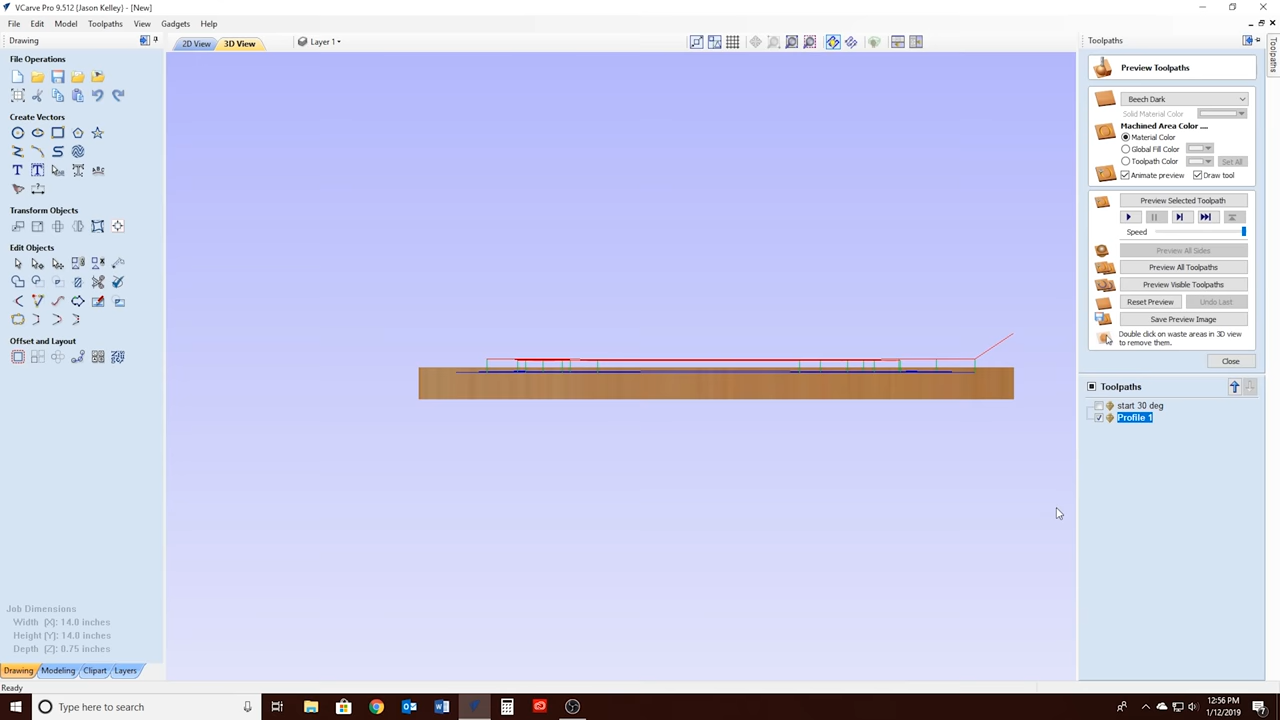 VCarve Pro 9.512 {Jason Kelley} - [New]
File Edit Model Toolpaths View Gadgets Help
Drawing
2D View 3D View Layer 1
Toolpaths
Toolpaths
File Operations
Create Vectors
Transform Objects
Edit Objects
Offset and Layout
Preview Toolpaths
Beech Dark
Solid Material Color
Machined Area Color ....
Material Color
Global Fill Color
Toolpath Color Set All
Animate preview Draw tool
Preview Selected Toolpath
Speed
Preview All Sides
Preview All Toolpaths
Preview Visible Toolpaths
Reset Preview Undo Last
Save Preview Image
Double click on waste areas in 3D view
to remove them.
Close
Toolpaths
start 30 deg
Profile 1
Job Dimensions
Width (X): 14.0 inches
Height (Y): 14.0 inches
Depth (Z): 0.75 inches
Drawing Modeling Clipart Layers
Ready
Type here to search
12:56 PM
1/12/2019